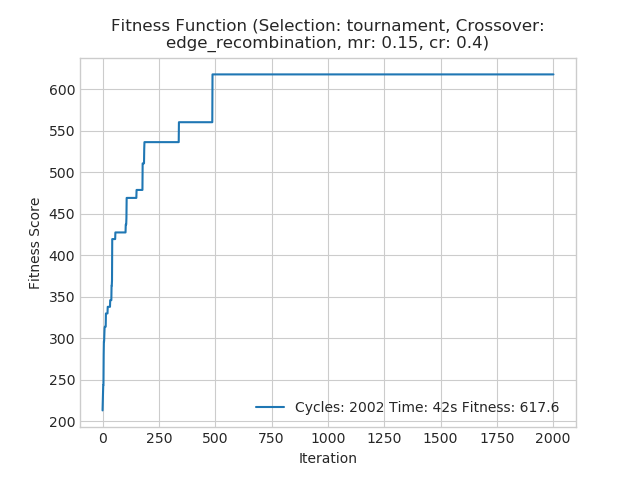 Fitness Function (Selection: tournament, Crossover:
edge_recombination, mr: 0.15, cr: 0.4)
Fitness Score
600
550
500
450
400
350
300
250
200
Cycles: 2002 Time: 42s Fitness: 617.6
0 250 500 750 1000 1250 1500 1750 2000
Iteration